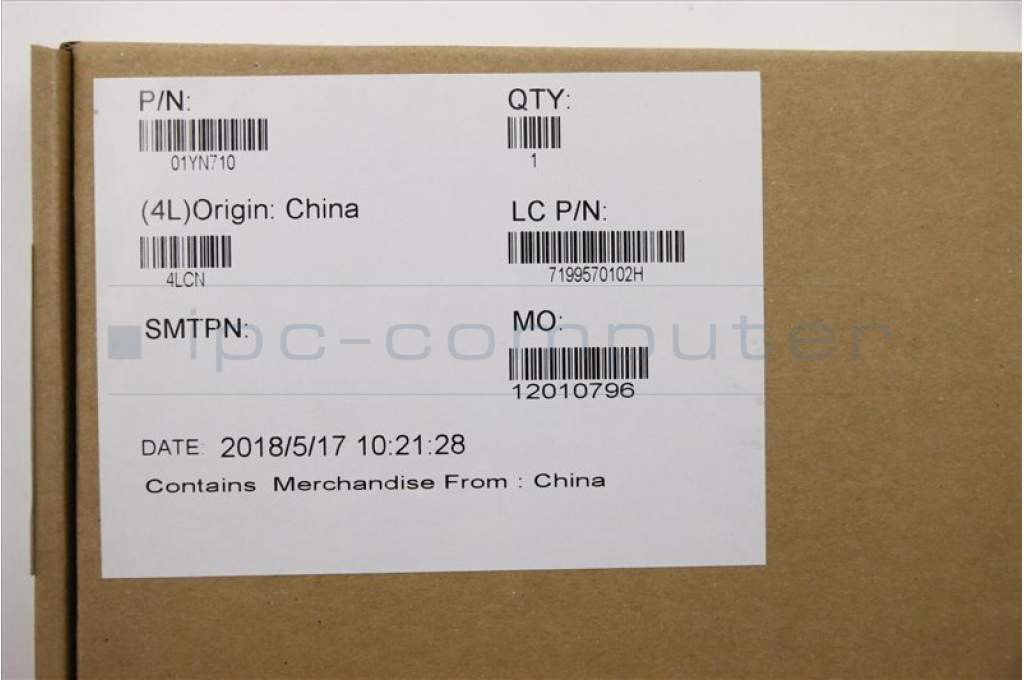 P/N: QTY:
01YN710 1
(4L)Origin: China LC P/N:
4LCN 7199570102H
SMTPN: MO:
ipc-computer
12010796
DATE: 2018/5/17 10:21:28
Contains Merchandise From : China